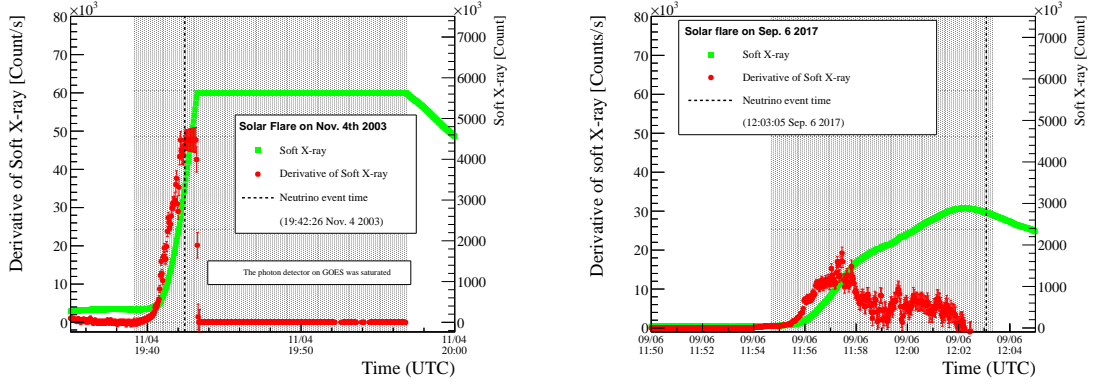 ×10³
×10³
Derivative of Soft X-ray [Count/s]
Soft X-ray [Count]
80
70
60
50
40
30
20
10
0
7000
6000
5000
4000
3000
2000
1000
0
Solar Flare on Nov. 4th 2003
Soft X-ray
Derivative of Soft X-ray
Neutrino event time
(19:42:26 Nov. 4 2003)
The photon detector on GOES was saturated
11/04 11/04 11/04
19:40 19:50 20:00
Time (UTC)
×10³
×10³
Derivative of soft X-ray [Counts/s]
Soft X-ray [Count]
80
70
60
50
40
30
20
10
0
7000
6000
5000
4000
3000
2000
1000
0
Solar flare on Sep. 6 2017
Soft X-ray
Derivative of Soft X-ray
Neutrino event time
(12:03:05 Sep. 6 2017)
09/06 09/06 09/06 09/06 09/06 09/06 09/06 09/06
11:50 11:52 11:54 11:56 11:58 12:00 12:02 12:04
Time (UTC)